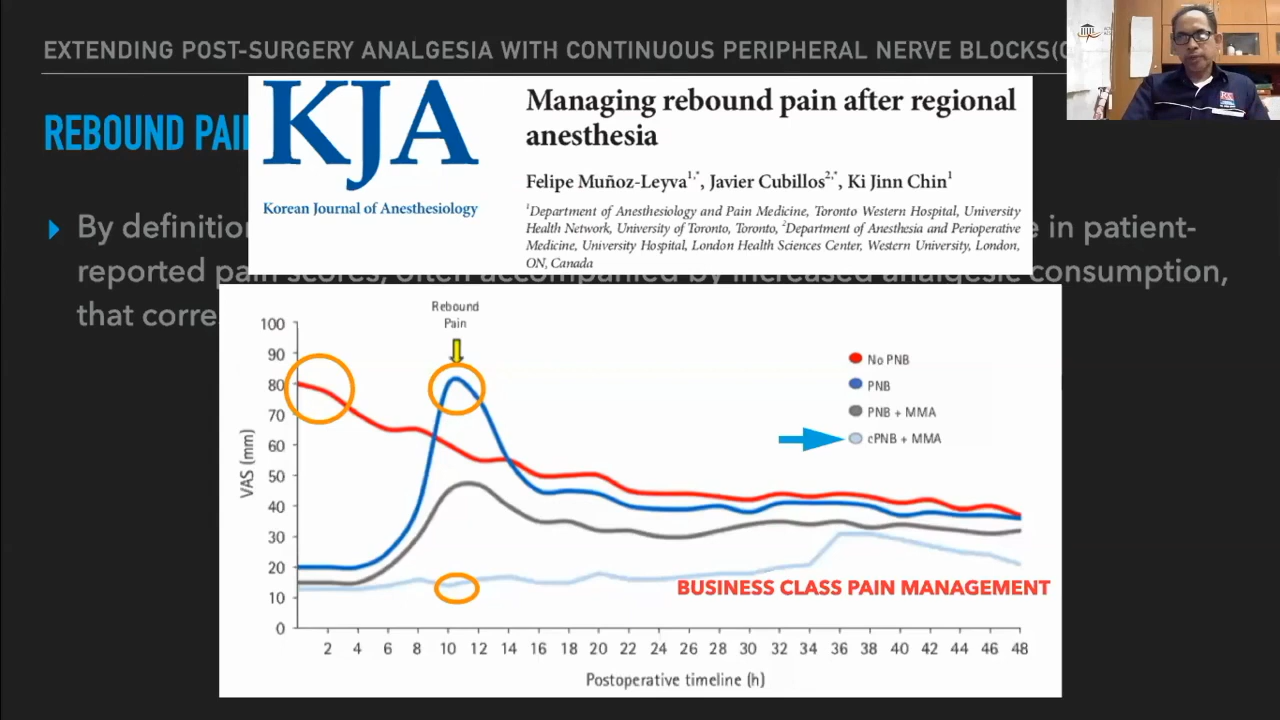 EXTENDING POST-SURGERY ANALGESIA WITH CONTINUOUS PERIPHERAL NERVE BLOCKS(
REBOUND PAI
KJA
Korean Journal of Anesthesiology
Managing rebound pain after regional
anesthesia
Felipe Muñoz-Leyva1,*, Javier Cubillos2,*, Ki Jinn Chin1
1Department of Anesthesiology and Pain Medicine, Toronto Western Hospital, University
Health Network, University of Toronto, Toronto, 2Department of Anesthesia and Perioperative
Medicine, University Hospital, London Health Sciences Center, Western University, London,
ON, Canada
By definition in patient-
reported pain scores, often accompanied by increased analgesic consumption,
that corre
Rebound
Pain
No PNB
PNB
PNB + MMA
cPNB + MMA
VAS (mm)
100
90
80
70
60
50
40
30
20
10
0
BUSINESS CLASS PAIN MANAGEMENT
2 4 6 8 10 12 14 16 18 20 22 24 26 28 30 32 34 36 38 40 42 44 46 48
Postoperative timeline (h)